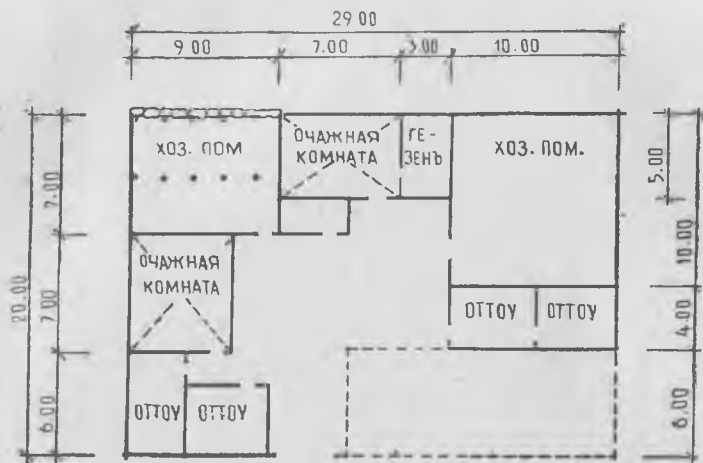 29.00
9.00 7.00 3.00 10.00
ХОЗ. ПОМ
ОЧАЖНАЯ
КОМНАТА
ГЕ-
ЗЕНЪ
ХОЗ. ПОМ.
5.00
7.00
10.00
20.00
ОЧАЖНАЯ
КОМНАТА
7.00
ОТТОУ ОТТОУ
4.00
ОТТОУ ОТТОУ
6.00
6.00